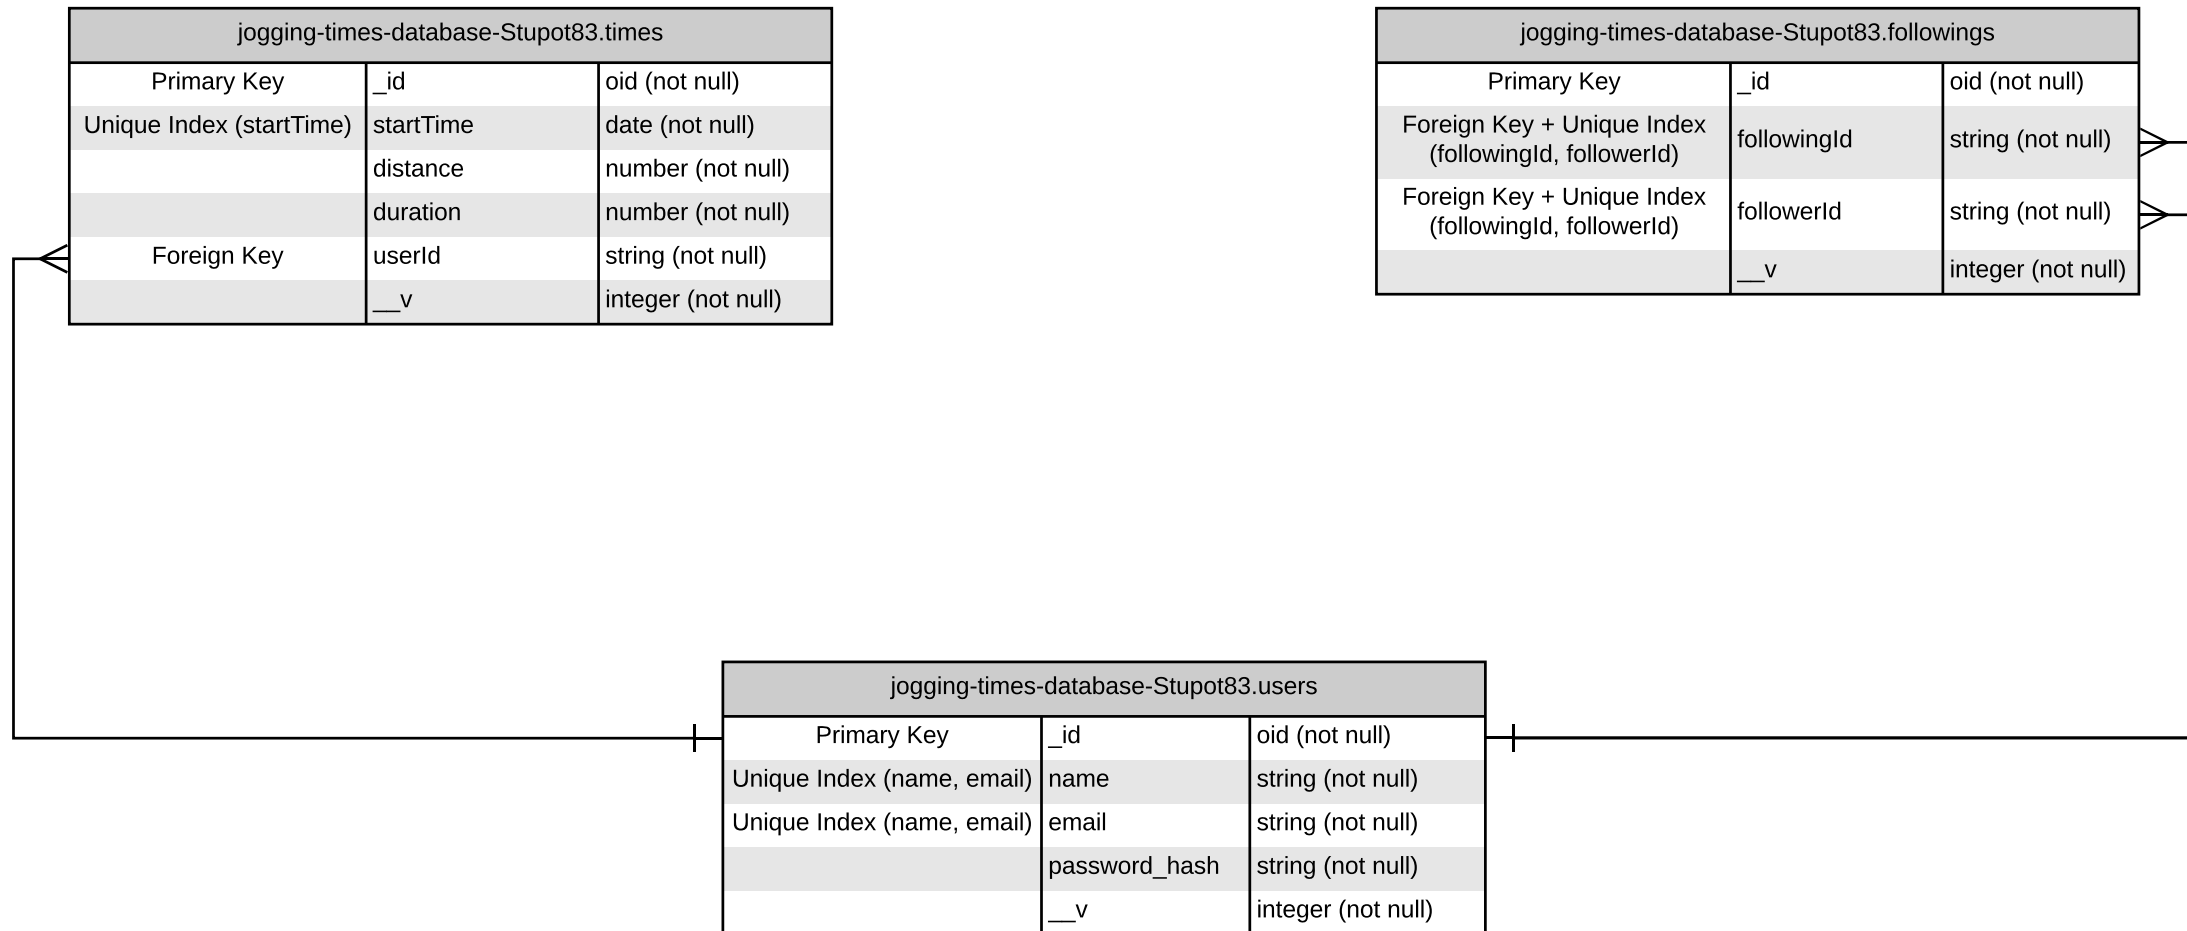 jogging-times-database-Stupot83.times
Primary Key _id oid (not null)
Unique Index (startTime) startTime date (not null)
distance number (not null)
duration number (not null)
Foreign Key userId string (not null)
__v integer (not null)
jogging-times-database-Stupot83.followings
Primary Key _id oid (not null)
Foreign Key + Unique Index
(followingId, followerId) followingId string (not null)
Foreign Key + Unique Index
(followingId, followerId) followerId string (not null)
__v integer (not null)
jogging-times-database-Stupot83.users
Primary Key _id oid (not null)
Unique Index (name, email) name string (not null)
Unique Index (name, email) email string (not null)
password_hash string (not null)
__v integer (not null)